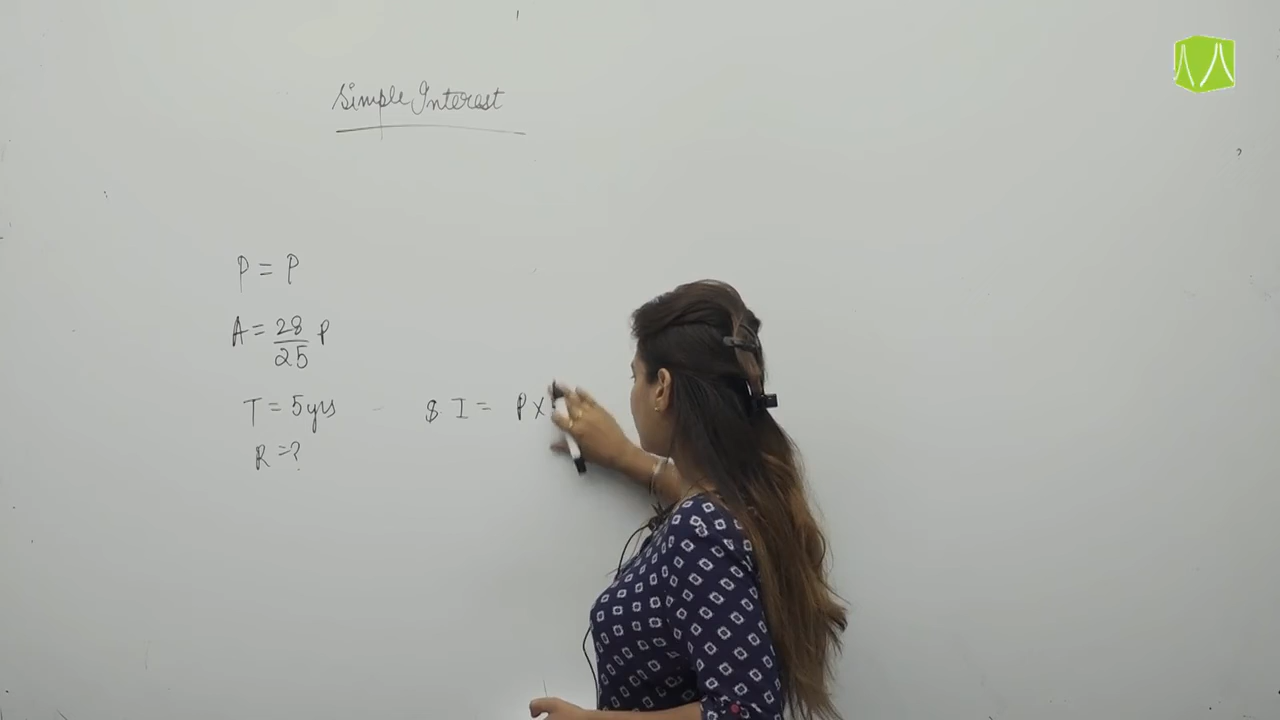 Simple Interest
P = P
A = 28/25 P
T = 5 yrs
S I = P X
R = ?